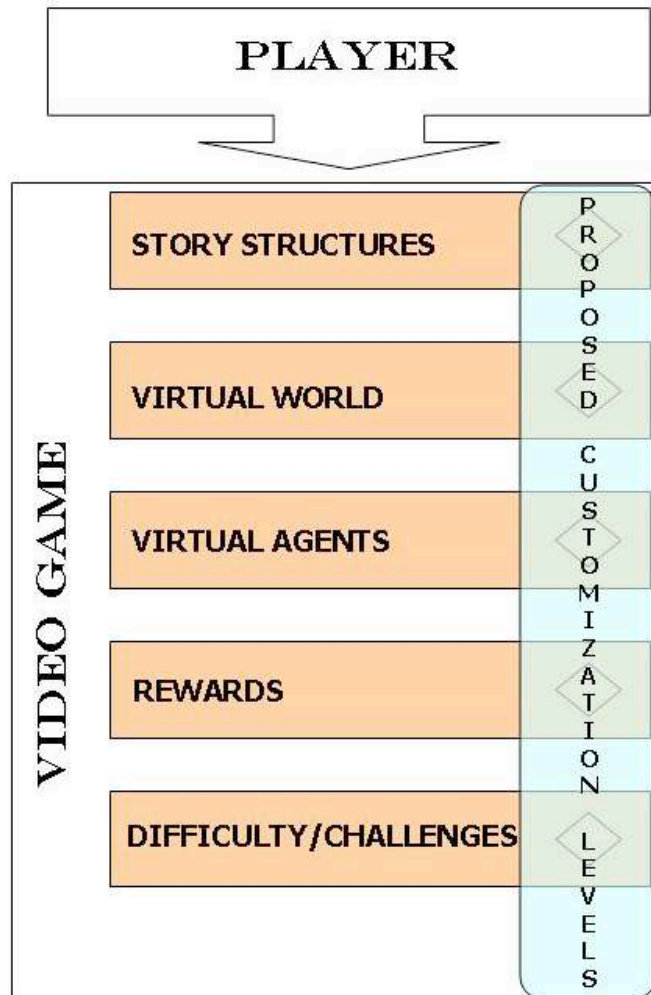 PLAYER
STORY STRUCTURES
VIRTUAL WORLD
VIRTUAL AGENTS
REWARDS
DIFFICULTY/CHALLENGES
VIDEO GAME
PROPOSED CUSTOMIZATION LEVELS